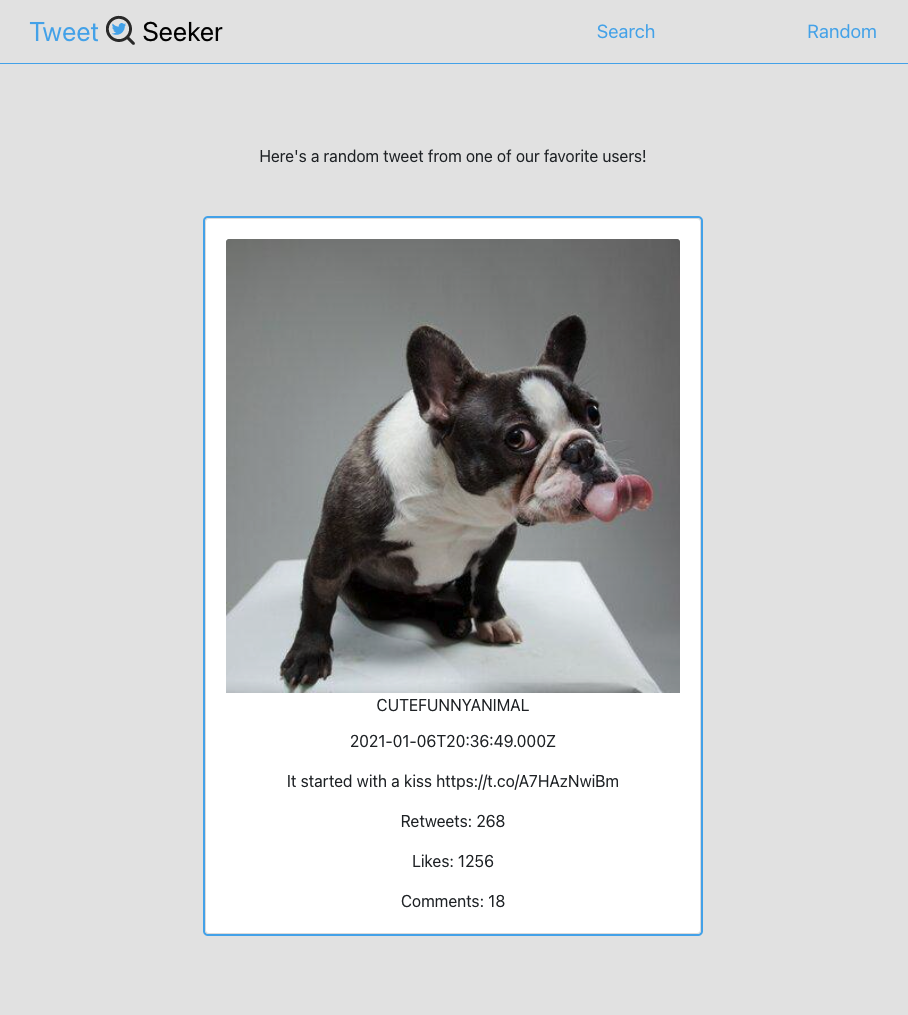 Tweet Seeker Search Random
Here's a random tweet from one of our favorite users!
CUTEFUNNYANIMAL
2021-01-06T20:36:49.000Z
It started with a kiss https://t.co/A7HAzNwiBm
Retweets: 268
Likes: 1256
Comments: 18